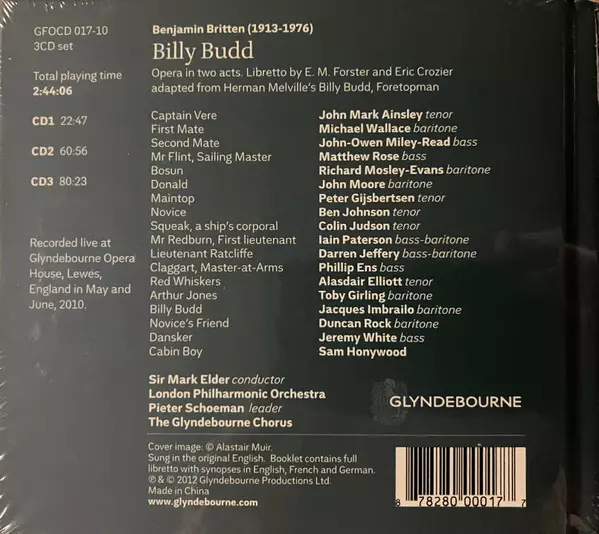 GFOCD 017-10
3CD set
Total playing time
2:44:06
CD1 22:47
CD2 60:56
CD3 80:23
Recorded live at
Glyndebourne Opera
House, Lewes,
England in May and
June, 2010.
Benjamin Britten (1913-1976)
Billy Budd
Opera in two acts. Libretto by E. M. Forster and Eric Crozier
adapted from Herman Melville's Billy Budd, Foretopman
Captain Vere John Mark Ainsley tenor
First Mate Michael Wallace baritone
Second Mate John-Owen Miley-Read bass
Mr Flint, Sailing Master Matthew Rose bass
Bosun Richard Mosley-Evans baritone
Donald John Moore baritone
Maintop Peter Gijsbertsen tenor
Novice Ben Johnson tenor
Squeak, a ship's corporal Colin Judson tenor
Mr Redburn, First lieutenant Iain Paterson bass-baritone
Lieutenant Ratcliffe Darren Jeffery bass-baritone
Claggart, Master-at-Arms Phillip Ens bass
Red Whiskers Alasdair Elliott tenor
Arthur Jones Toby Girling baritone
Billy Budd Jacques Imbrailo baritone
Novice's Friend Duncan Rock baritone
Dansker Jeremy White bass
Cabin Boy Sam Honywood
Sir Mark Elder conductor
London Philharmonic Orchestra
Pieter Schoeman leader
The Glyndebourne Chorus
GLYNDEBOURNE
Cover image: © Alastair Muir.
Sung in the original English. Booklet contains full
libretto with synopses in English, French and German.
℗ & © 2012 Glyndebourne Productions Ltd.
Made in China
www.glyndebourne.com
8 78280 00017 7